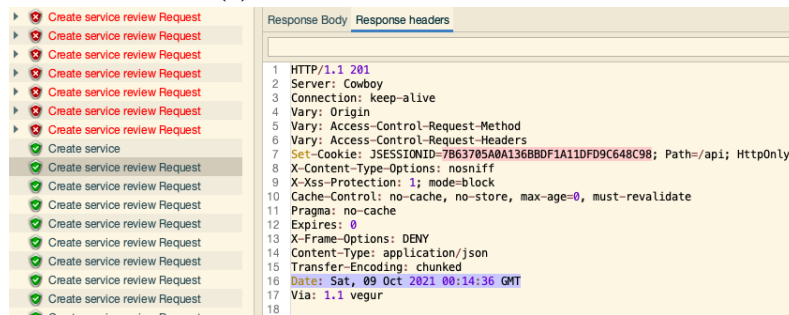 Create service review Request
Create service review Request
Create service review Request
Create service review Request
Create service review Request
Create service review Request
Create service review Request
Create service
Create service review Request
Create service review Request
Create service review Request
Create service review Request
Create service review Request
Create service review Request
Create service review Request
Create service review Request
Response Body Response headers
1 HTTP/1.1 201
2 Server: Cowboy
3 Connection: keep-alive
4 Vary: Origin
5 Vary: Access-Control-Request-Method
6 Vary: Access-Control-Request-Headers
7 Set-Cookie: JSESSIONID=7B63705A0A136BBDF1A11DFD9C648C98; Path=/api; HttpOnly
8 X-Content-Type-Options: nosniff
9 X-Xss-Protection: 1; mode=block
10 Cache-Control: no-cache, no-store, max-age=0, must-revalidate
11 Pragma: no-cache
12 Expires: 0
13 X-Frame-Options: DENY
14 Content-Type: application/json
15 Transfer-Encoding: chunked
16 Date: Sat, 09 Oct 2021 00:14:36 GMT
17 Via: 1.1 vegur
18